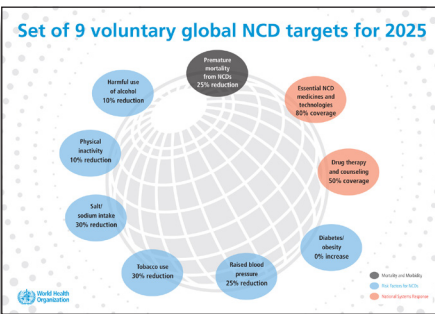 Set of 9 voluntary global NCD targets for 2025
Premature
mortality
from NCDs
25% reduction
Harmful use
of alcohol
10% reduction
Essential NCD
medicines and
technologies
80% coverage
Physical
inactivity
10% reduction
Drug therapy
and counseling
50% coverage
Salt/
sodium intake
30% reduction
Diabetes/
obesity
0% increase
Tobacco use
30% reduction
Raised blood
pressure
25% reduction
Mortality and Morbidity
Risk Factors for NCDs
National Systems Response
World Health
Organization